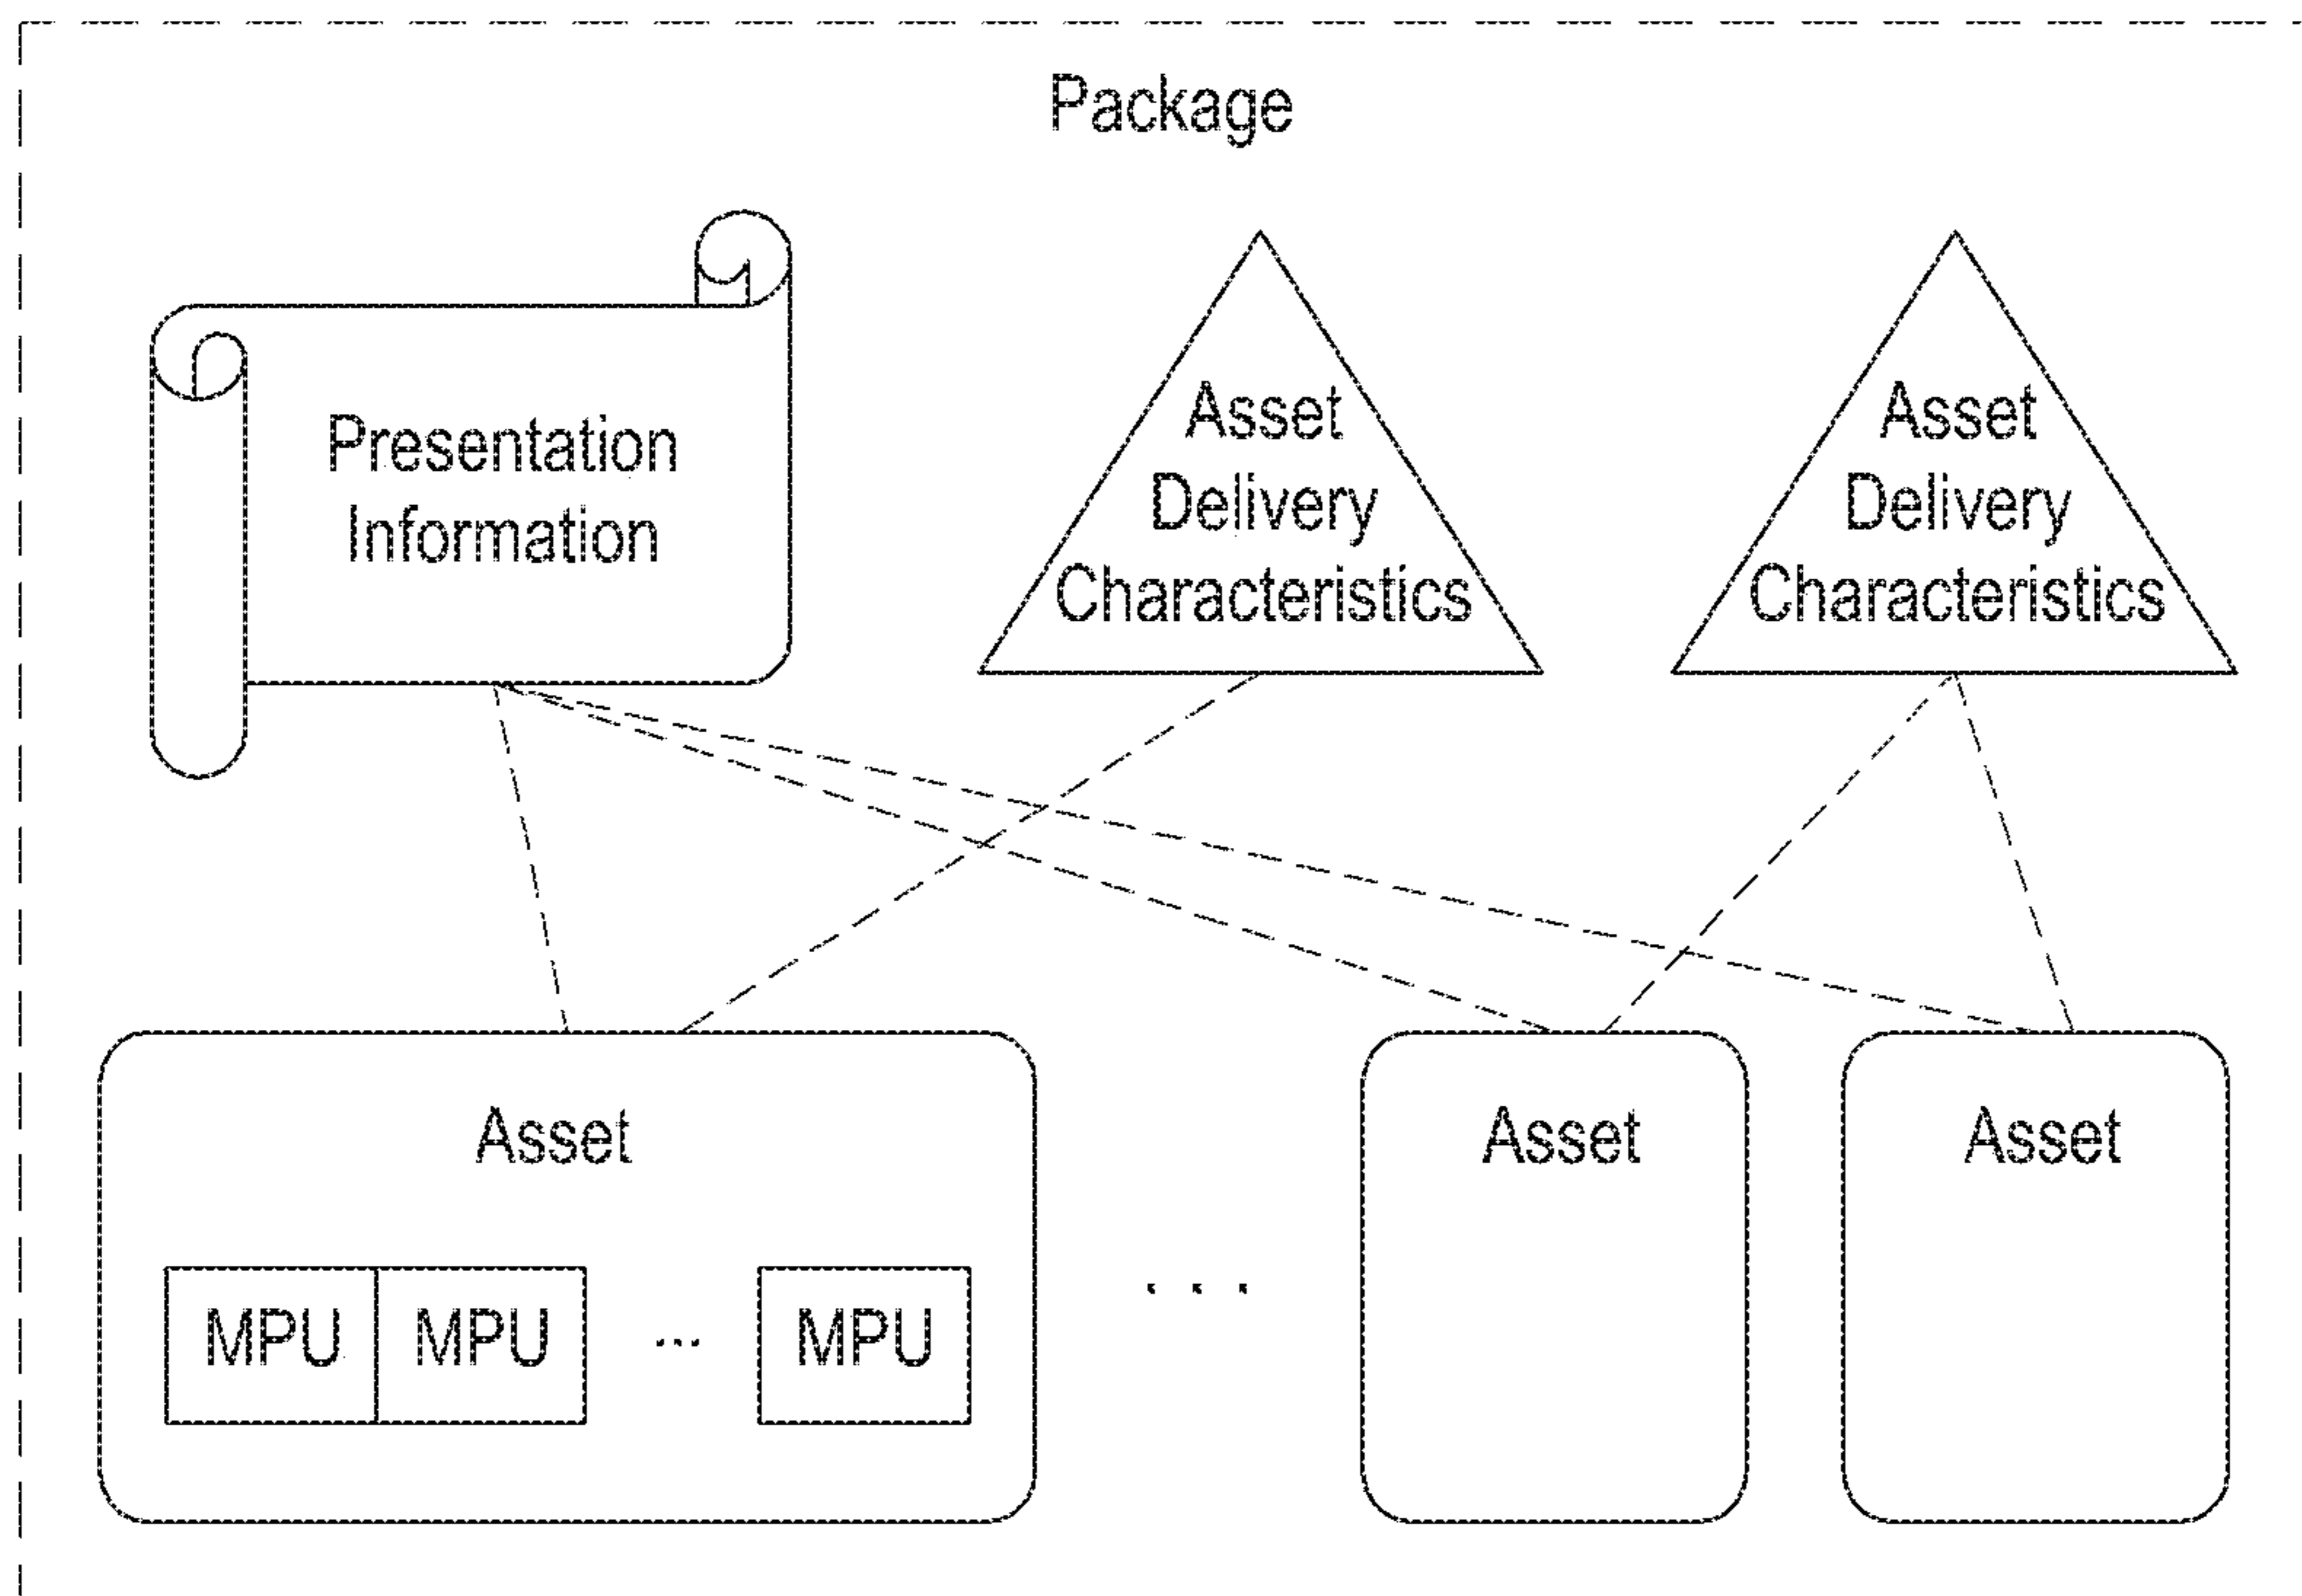 Package
Presentation
Information
Asset
Delivery
Characteristics
Asset
Delivery
Characteristics
Asset
MPU MPU ... MPU
. . .
Asset
Asset